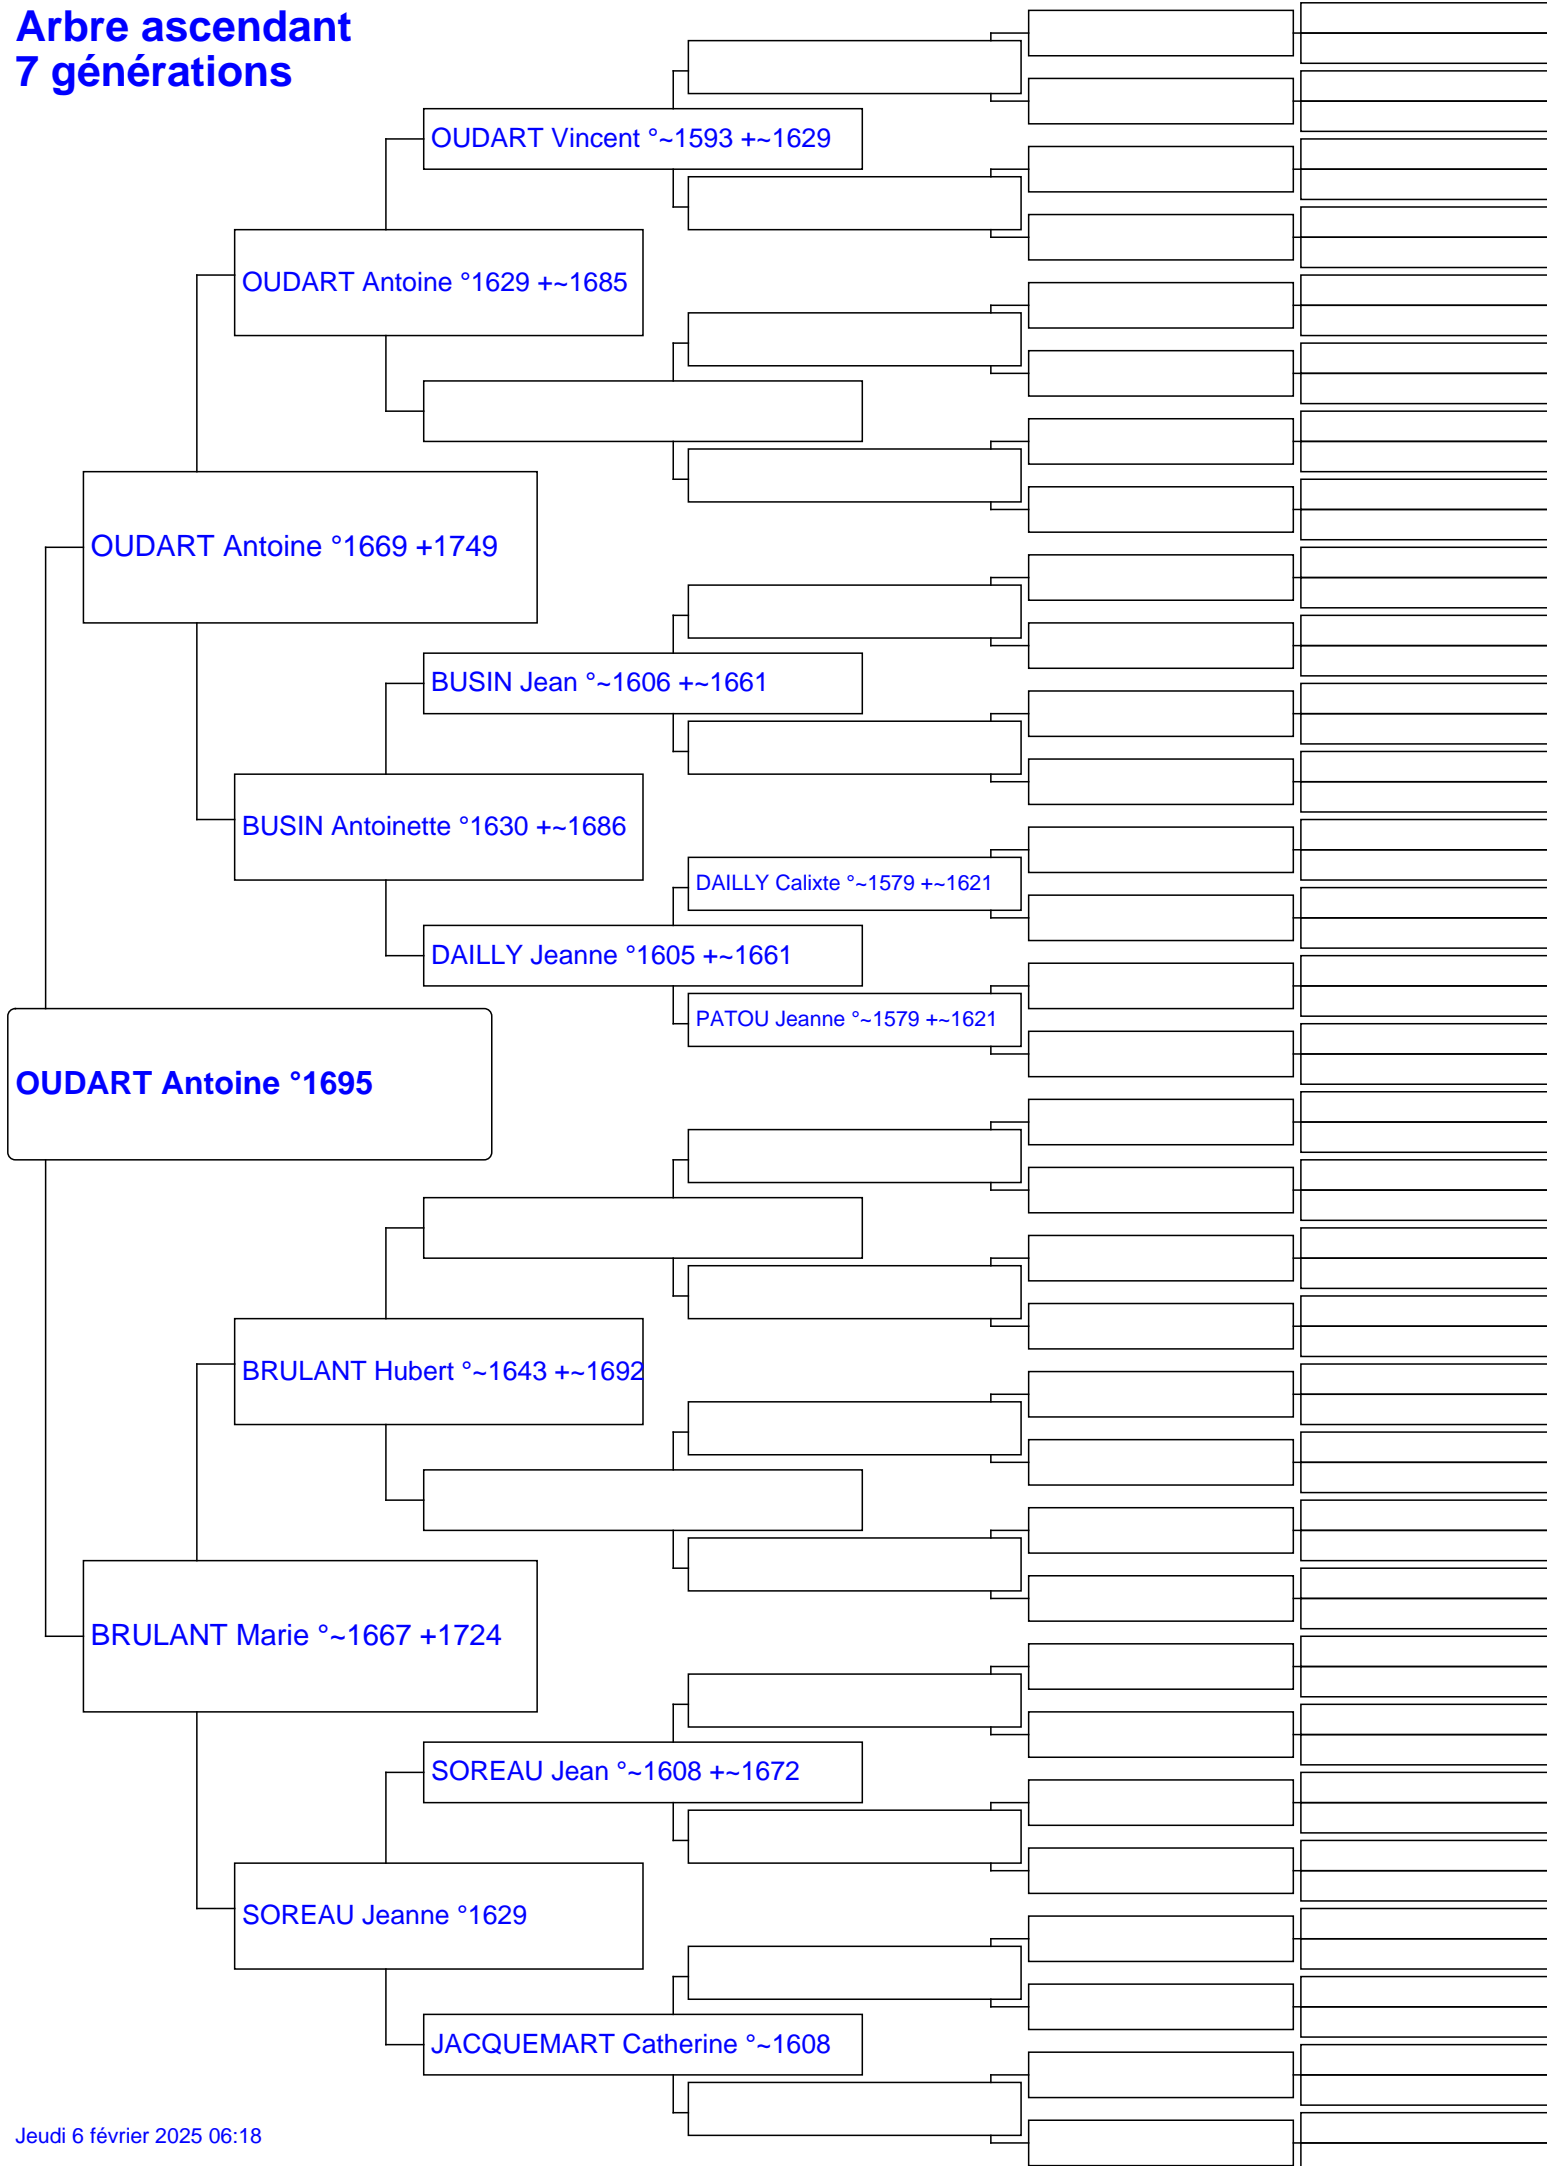 Arbre ascendant
7 générations
OUDART Vincent °~1593 +~1629
OUDART Antoine °1629 +~1685
OUDART Antoine °1669 +1749
BUSIN Jean °~1606 +~1661
BUSIN Antoinette °1630 +~1686
DAILLY Calixte °~1579 +~1621
DAILLY Jeanne °1605 +~1661
PATOU Jeanne °~1579 +~1621
OUDART Antoine °1695
BRULANT Hubert °~1643 +~1692
BRULANT Marie °~1667 +1724
SOREAU Jean °~1608 +~1672
SOREAU Jeanne °1629
JACQUEMART Catherine °~1608
Jeudi 6 février 2025 06:18